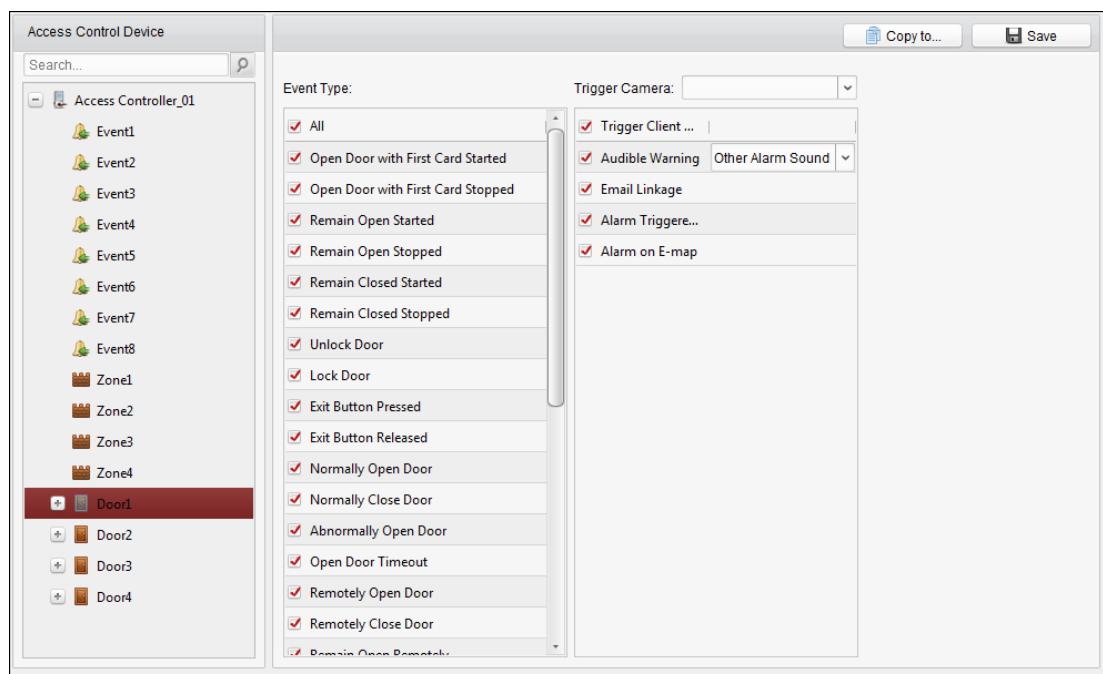 Access Control Device
Copy to...
Save
Search...
Access Controller_01
Event1
Event2
Event3
Event4
Event5
Event6
Event7
Event8
Zone1
Zone2
Zone3
Zone4
Door1
Door2
Door3
Door4
Event Type:
All
Open Door with First Card Started
Open Door with First Card Stopped
Remain Open Started
Remain Open Stopped
Remain Closed Started
Remain Closed Stopped
Unlock Door
Lock Door
Exit Button Pressed
Exit Button Released
Normally Open Door
Normally Close Door
Abnormally Open Door
Open Door Timeout
Remotely Open Door
Remotely Close Door
Remain Open Remotely
Trigger Camera:
Trigger Client ...
Audible Warning Other Alarm Sound
Email Linkage
Alarm Triggere...
Alarm on E-map